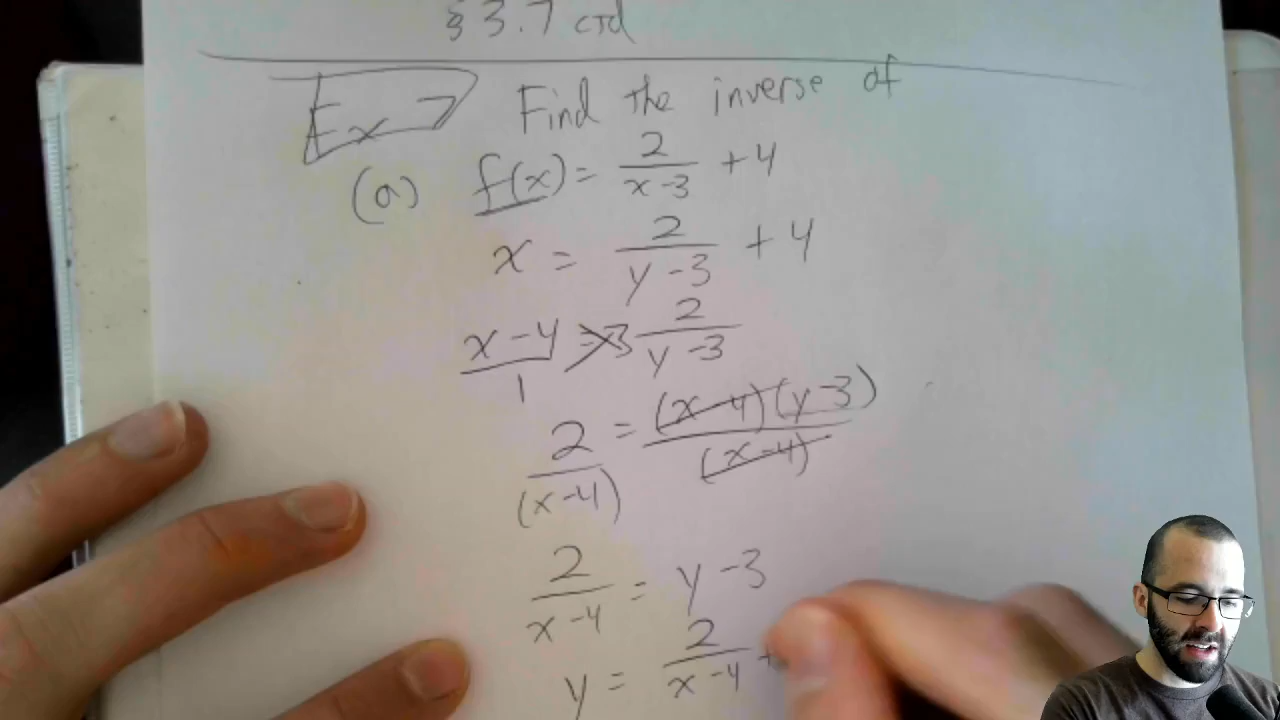 § 3.7 ctd
Ex 7 Find the inverse of
(a) f(x) = 2/(x-3) + 4
x = 2/(y-3) + 4
(x-4)/1 = 2/(y-3)
2/(x-4) = (x-4)(y-3)/(x-4)
2/(x-4) = y-3
y = 2/(x-4) +